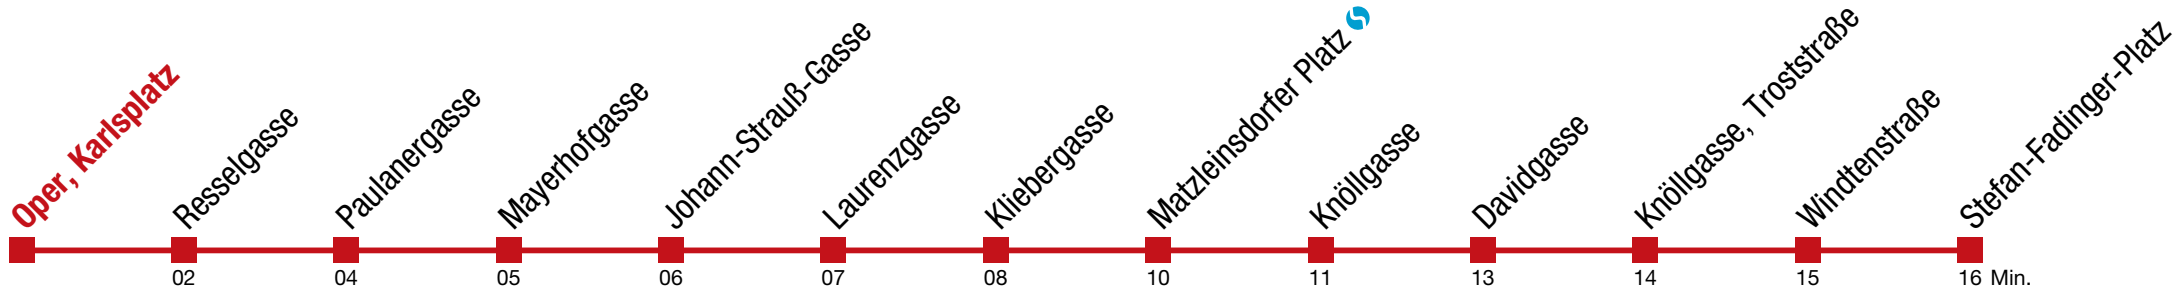 Oper, Karlsplatz
Resselgasse
Paulanergasse
Mayerhofgasse
Johann-Strauß-Gasse
Laurenzgasse
Kliebergasse
Matzleinsdorfer Platz
Knöllgasse
Davidgasse
Knöllgasse, Troststraße
Windtenstraße
Stefan-Fadinger-Platz
02 04 05 06 07 08 10 11 13 14 15 16 Min.